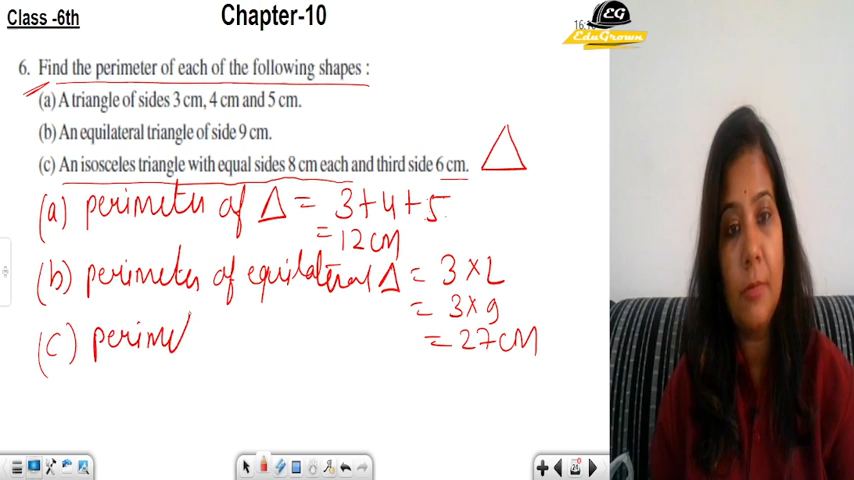 Class -6th
Chapter-10
EG
EduGrown
6. Find the perimeter of each of the following shapes :
(a) A triangle of sides 3 cm, 4 cm and 5 cm.
(b) An equilateral triangle of side 9 cm.
(c) An isosceles triangle with equal sides 8 cm each and third side 6 cm.
(a) perimeter of Δ = 3+4+5
= 12 cm
(b) perimeter of equilateral Δ = 3 × L
= 3 × 9
= 27 cm
(c) perime
24